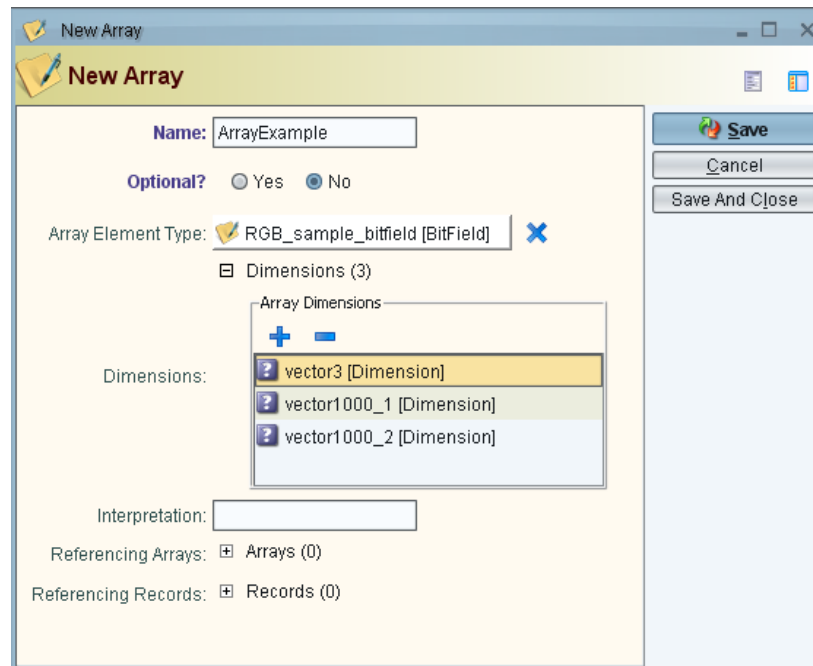 New Array
New Array
Name: ArrayExample
Save
Optional? Yes No
Cancel
Save And Close
Array Element Type: RGB_sample_bitfield [BitField]
Dimensions (3)
Array Dimensions
Dimensions:
vector3 [Dimension]
vector1000_1 [Dimension]
vector1000_2 [Dimension]
Interpretation:
Referencing Arrays: Arrays (0)
Referencing Records: Records (0)